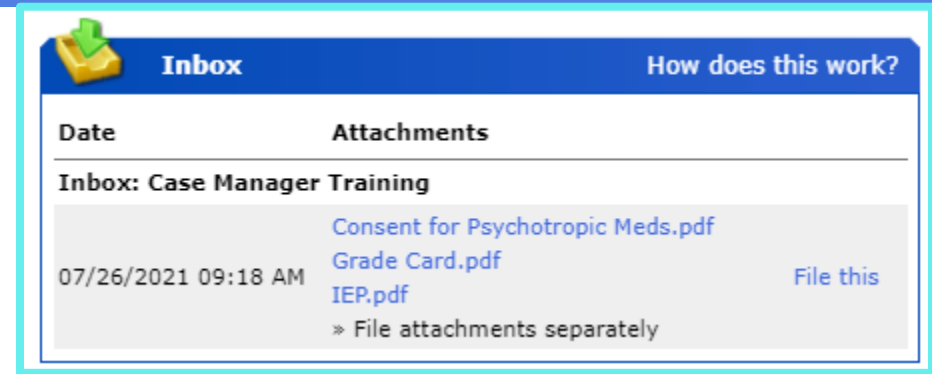 Inbox How does this work?
Date Attachments
Inbox: Case Manager Training
Consent for Psychotropic Meds.pdf
Grade Card.pdf
07/26/2021 09:18 AM File this
IEP.pdf
» File attachments separately